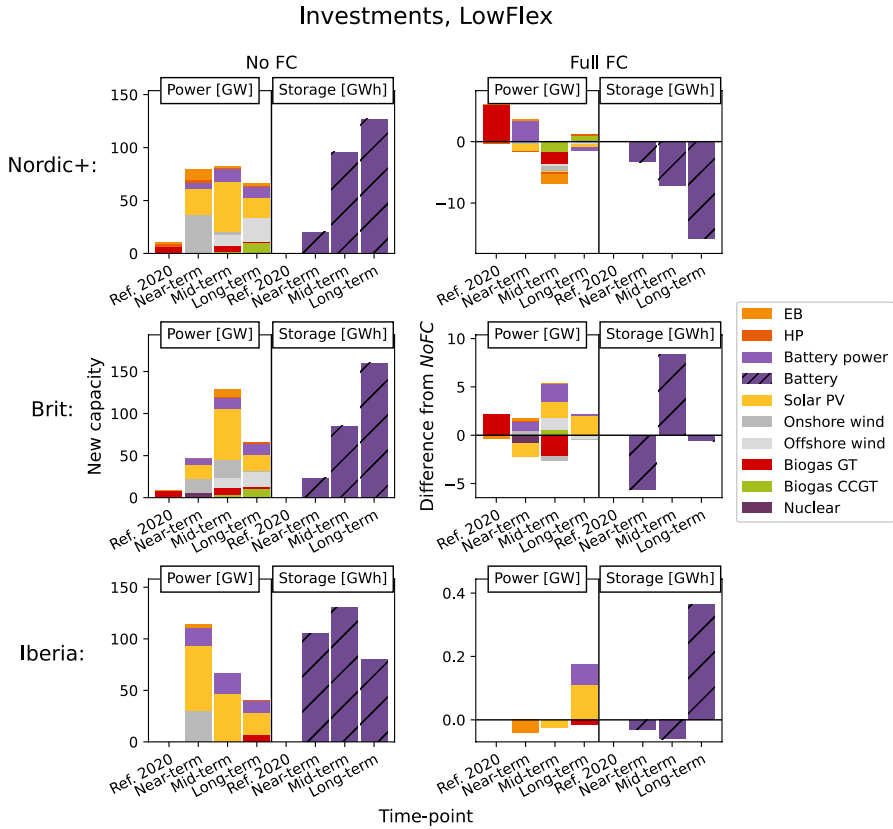 Investments, LowFlex
No FC
Full FC
Nordic+:
Power [GW]
Storage [GWh]
150
100
50
0
Ref. 2020
Near-term
Mid-term
Long-term
Ref. 2020
Near-term
Mid-term
Long-term
Power [GW]
Storage [GWh]
0
−10
Ref. 2020
Near-term
Mid-term
Long-term
Ref. 2020
Near-term
Mid-term
Long-term
Brit:
New capacity
Power [GW]
Storage [GWh]
150
100
50
0
Ref. 2020
Near-term
Mid-term
Long-term
Ref. 2020
Near-term
Mid-term
Long-term
Difference from NoFC
Power [GW]
Storage [GWh]
10
5
0
−5
Ref. 2020
Near-term
Mid-term
Long-term
Ref. 2020
Near-term
Mid-term
Long-term
EB
HP
Battery power
Battery
Solar PV
Onshore wind
Offshore wind
Biogas GT
Biogas CCGT
Nuclear
Iberia:
Power [GW]
Storage [GWh]
150
100
50
0
Ref. 2020
Near-term
Mid-term
Long-term
Ref. 2020
Near-term
Mid-term
Long-term
Power [GW]
Storage [GWh]
0.4
0.2
0.0
Ref. 2020
Near-term
Mid-term
Long-term
Ref. 2020
Near-term
Mid-term
Long-term
Time-point